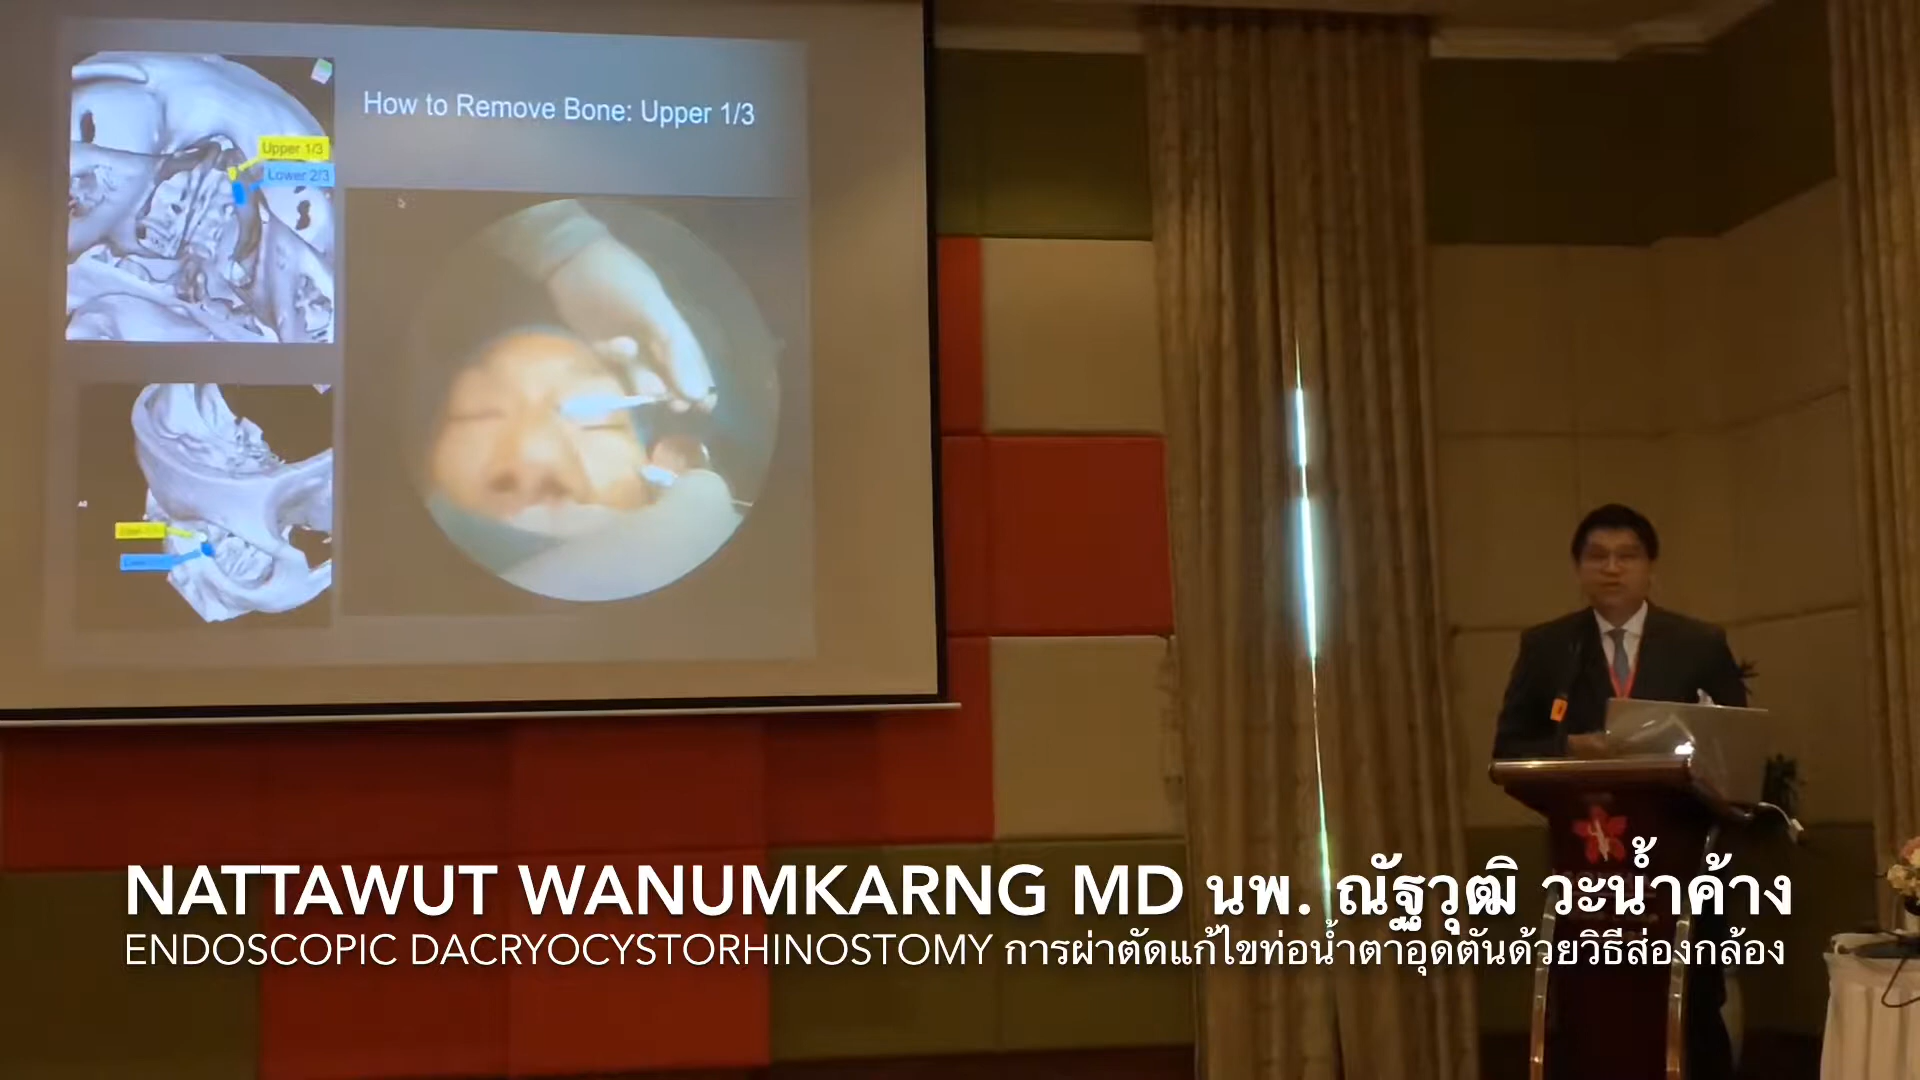 How to Remove Bone: Upper 1/3
Upper 1/3
Lower 2/3
NATTAWUT WANUMKARNG MD นพ. ณัฐวุฒิ วะน้ำค้าง
ENDOSCOPIC DACRYOCYSTORHINOSTOMY การผ่าตัดแก้ไขท่อน้ำตาอุดตันด้วยวิธีส่องกล้อง